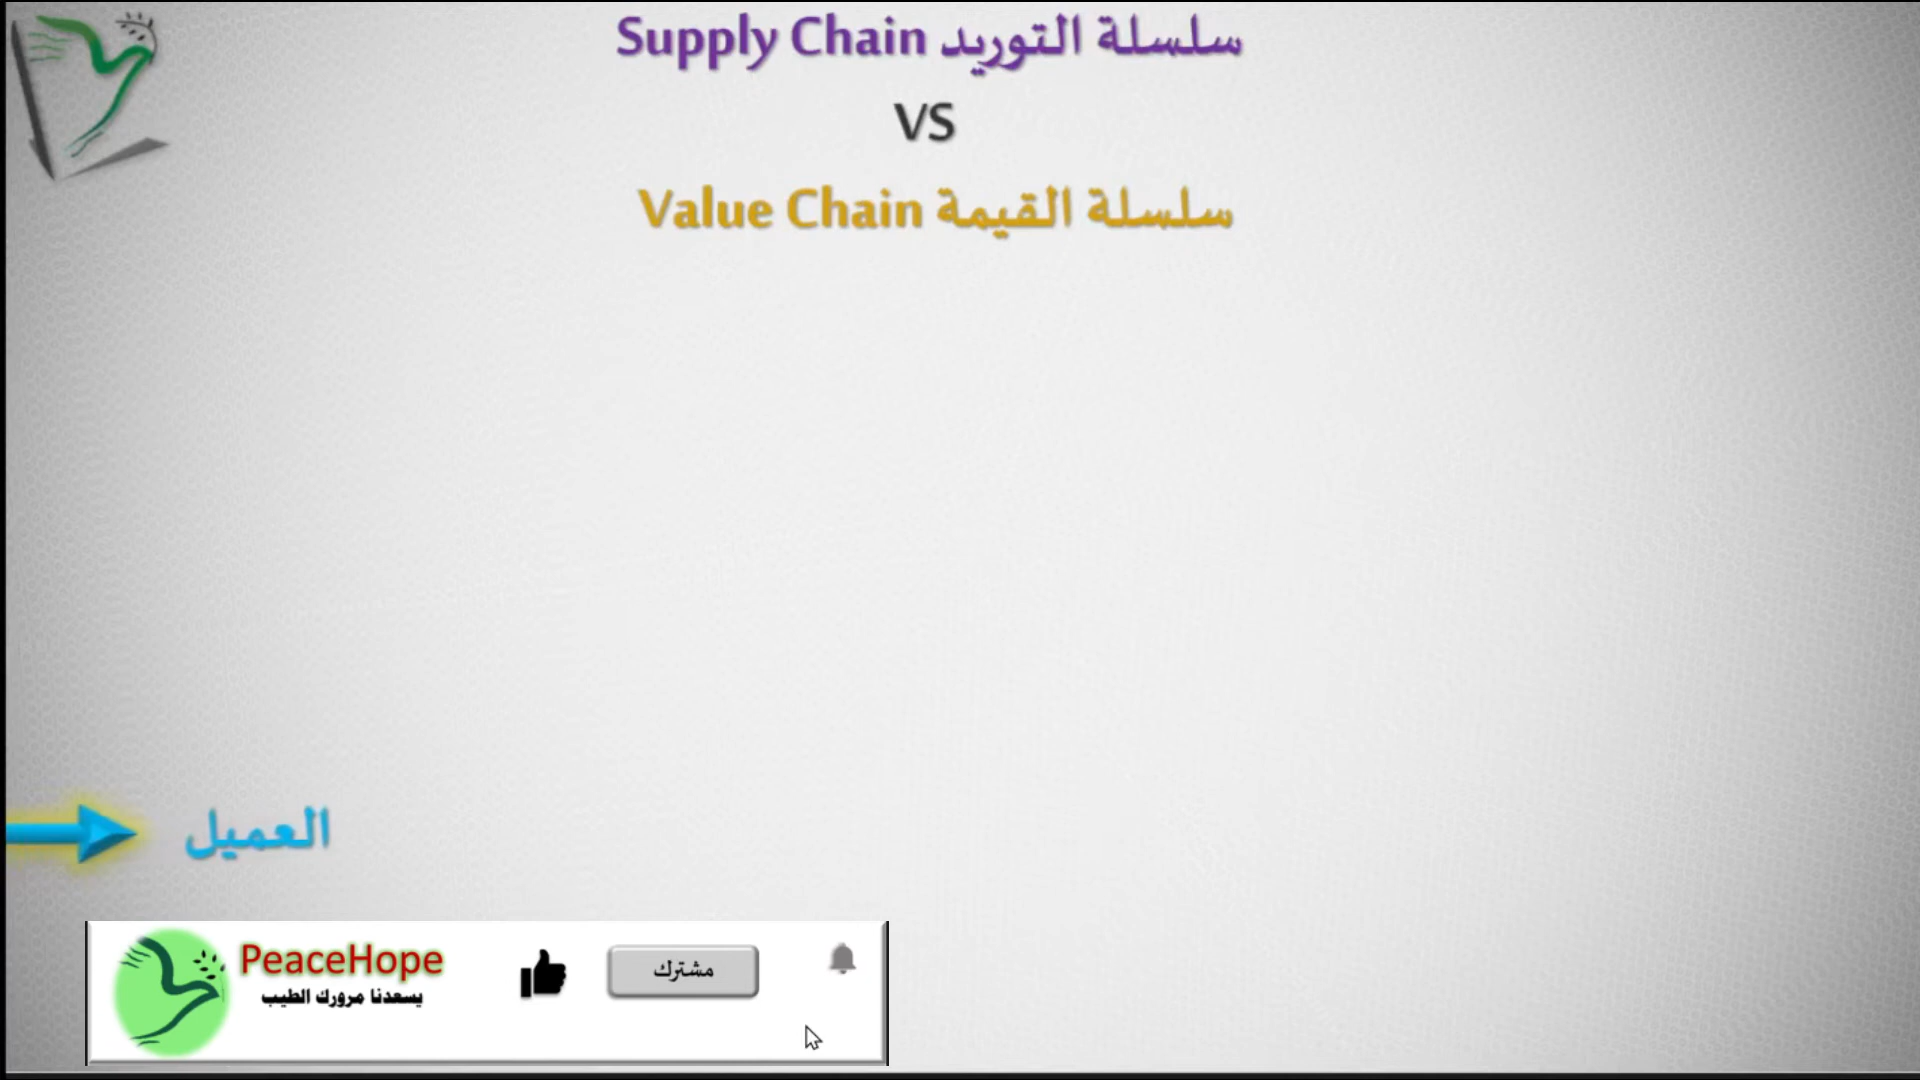 سلسلة التوريد Supply Chain
VS
سلسلة القيمة Value Chain
العميل
PeaceHope
يسعدنا مرورك الطيب
مشترك